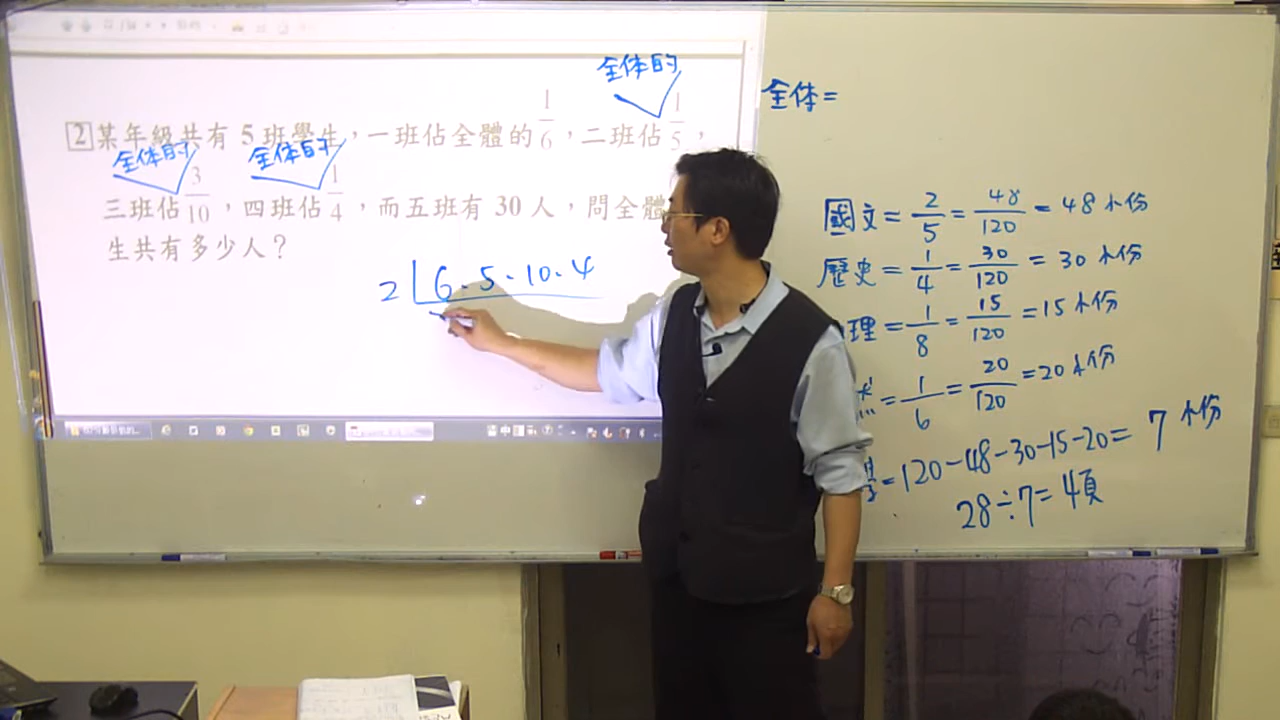 全体的
全体=
2 某年級共有 5 班學生，一班佔全體的 1/6，二班佔 1/5，
全体的 全体的
三班佔 3/10，四班佔 1/4，而五班有 30 人，問全體
生共有多少人？
2 6．5．10．4
國文 = 2/5 = 48/120 = 48 小份
歷史 = 1/4 = 30/120 = 30 小份
理 = 1/8 = 15/120 = 15 小份
= 1/6 = 20/120 = 20 小份
= 120-48-30-15-20 = 7 小份
28÷7 = 4頁